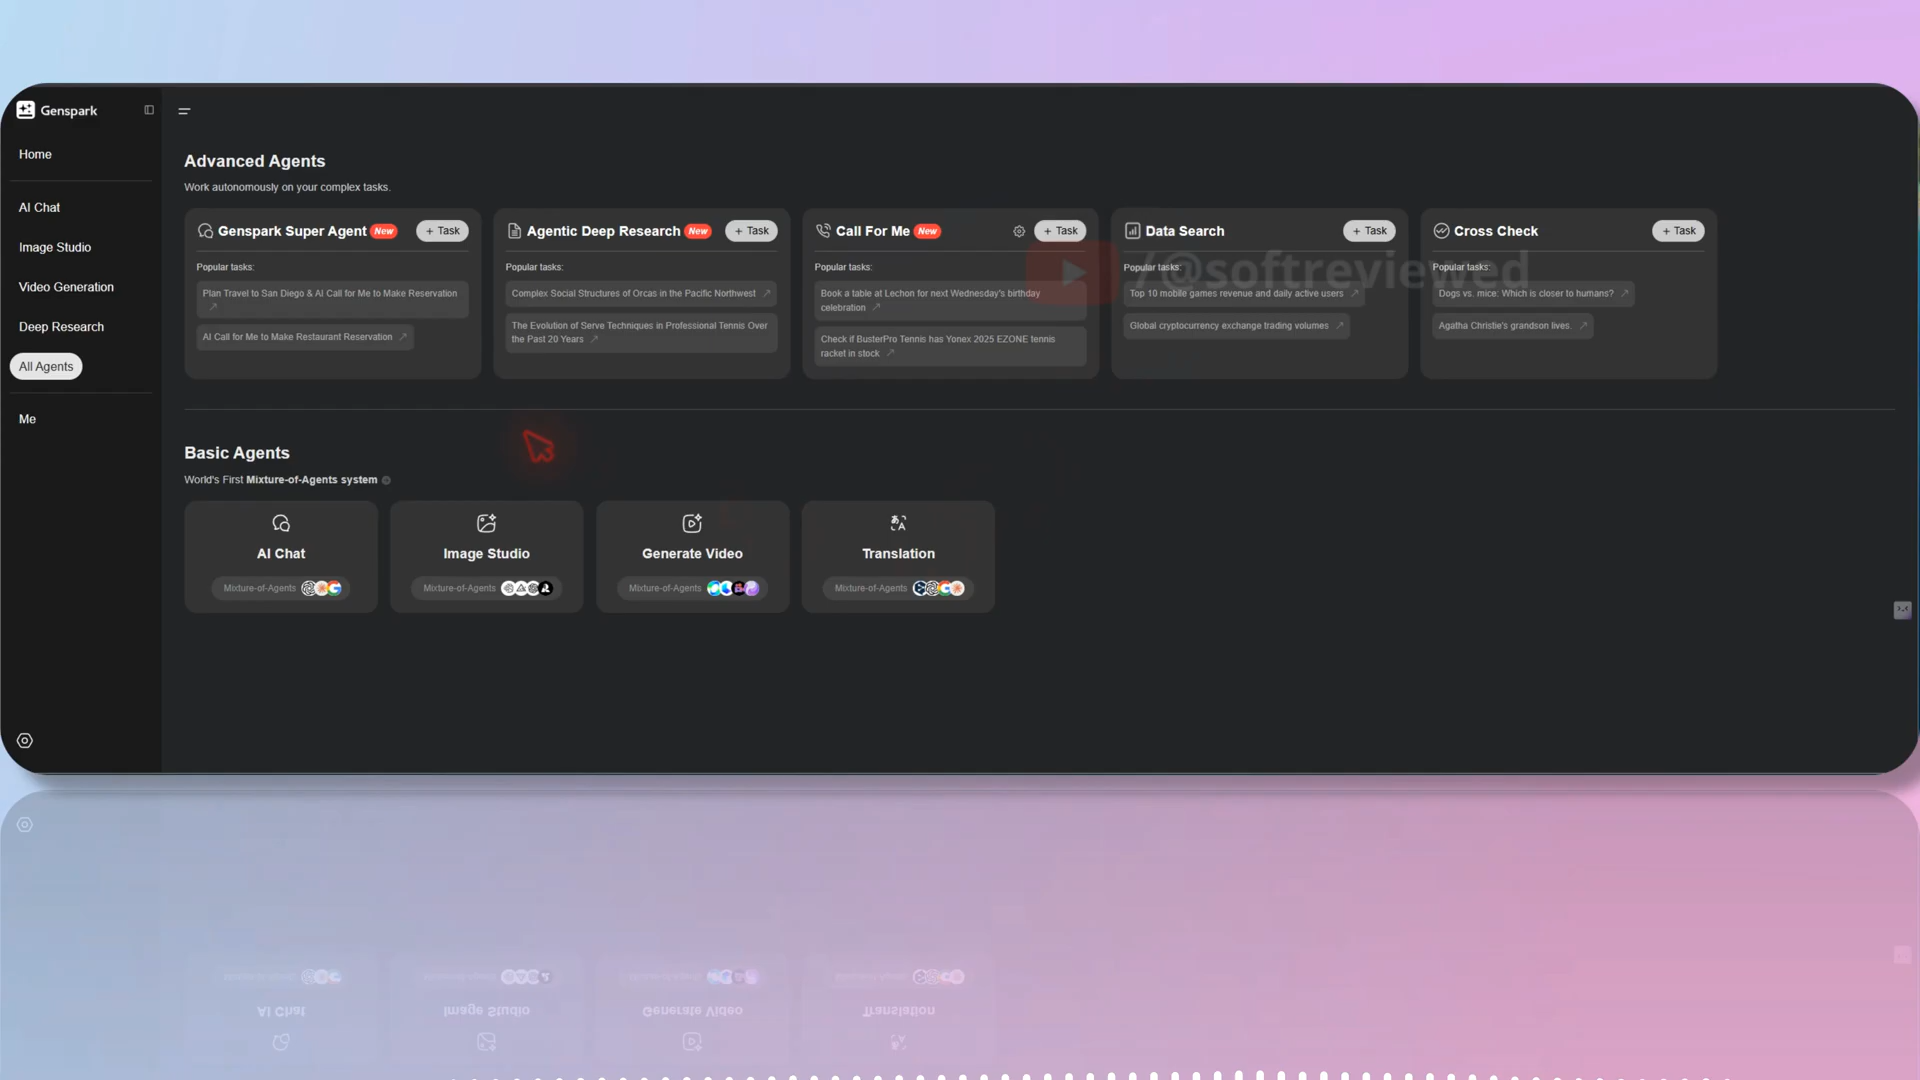 Genspark
Home
AI Chat
Image Studio
Video Generation
Deep Research
All Agents
Me
Advanced Agents
Work autonomously on your complex tasks.
Genspark Super Agent New + Task
Popular tasks:
Plan Travel to San Diego & AI Call for Me to Make Reservation
AI Call for Me to Make Restaurant Reservation
Agentic Deep Research New + Task
Popular tasks:
Complex Social Structures of Orcas in the Pacific Northwest
The Evolution of Serve Techniques in Professional Tennis Over
the Past 20 Years
Call For Me New + Task
Popular tasks:
Book a table at Lechon for next Wednesday's birthday
celebration
Check if BusterPro Tennis has Yonex 2025 EZONE tennis
racket in stock
Data Search + Task
Popular tasks:
Top 10 mobile games revenue and daily active users
Global cryptocurrency exchange trading volumes
Cross Check + Task
Popular tasks:
Dogs vs. mice: Which is closer to humans?
Agatha Christie's grandson lives.
/@softreviewed
Basic Agents
World's First Mixture-of-Agents system
AI Chat
Mixture-of-Agents
Image Studio
Mixture-of-Agents
Generate Video
Mixture-of-Agents
Translation
Mixture-of-Agents